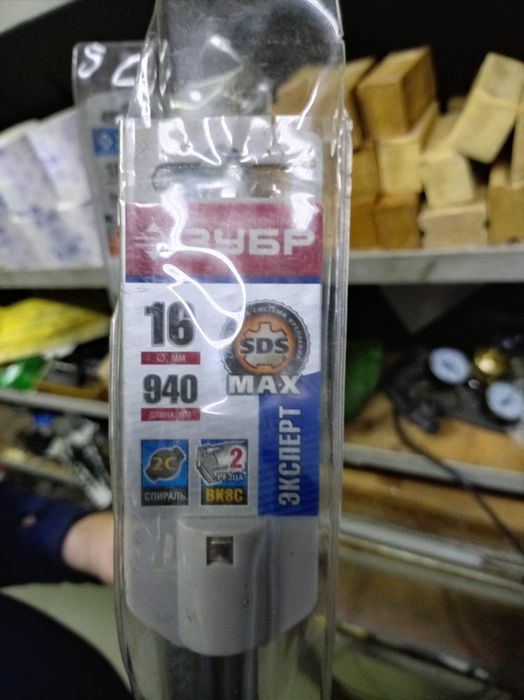 ЗУБР
16
Ø, ММ
940
ДЛИНА, ММ
SDS
MAX
ЭКСПЕРТ
2С
СПИРАЛЬ
2
РЕЗЦА
ВК8С